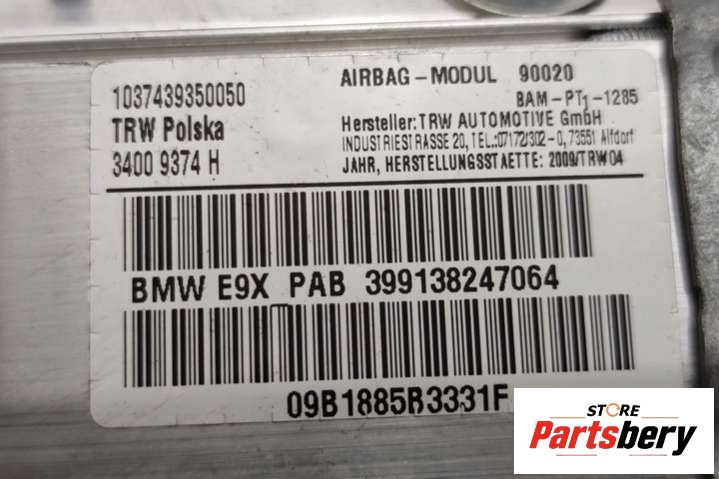 1037439350050
TRW Polska
3400 9374 H
AIRBAG-MODUL 90020
BAM-PT1-1285
Hersteller:TRW AUTOMOTIVE GmbH
INDUSTRIESTRASSE 20, TEL.:07172/302-0, 73551 Alfdorf
JAHR, HERSTELLUNGSSTAETTE: 2009/TRW04
BMW E9X PAB 399138247064
09B1885B3331F
STORE
Partsbery